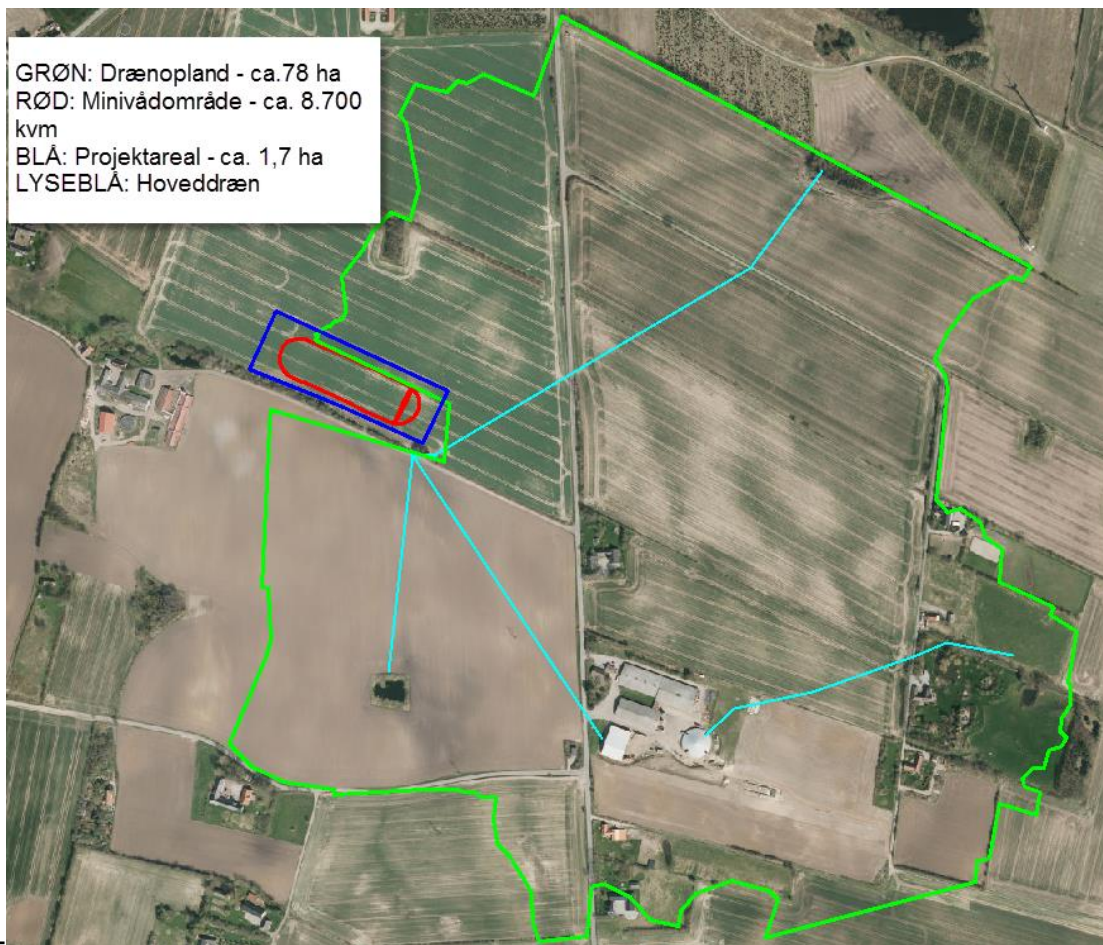 GRØN: Drænopland - ca.78 ha
RØD: Minivådområde - ca. 8.700
kvm
BLÅ: Projektareal - ca. 1,7 ha
LYSEBLÅ: Hoveddræn